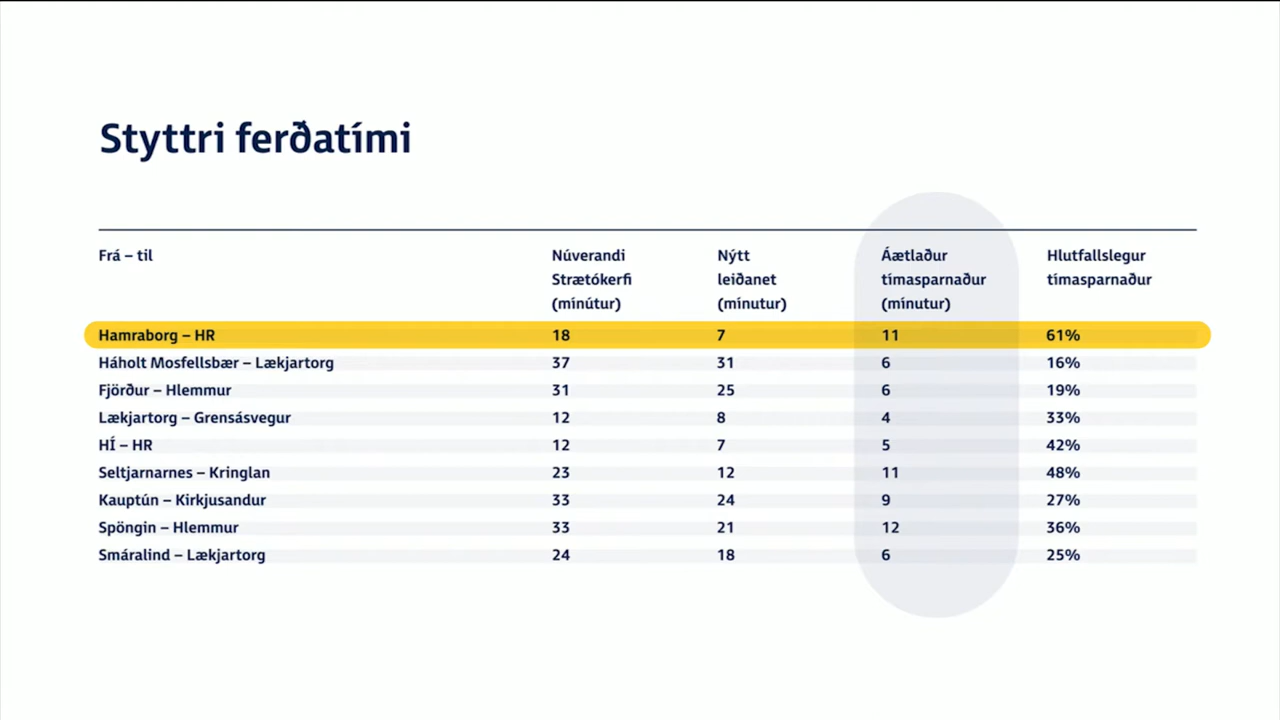 Styttri ferðatími
Frá – til Núverandi Strætókerfi (mínútur) Nýtt leiðanet (mínutur) Áætlaður tímasparnaður (mínutur) Hlutfallslegur tímasparnaður
Hamraborg – HR 18 7 11 61%
Háholt Mosfellsbær – Lækjartorg 37 31 6 16%
Fjörður – Hlemmur 31 25 6 19%
Lækjartorg – Grensásvegur 12 8 4 33%
HÍ – HR 12 7 5 42%
Seltjarnarnes – Kringlan 23 12 11 48%
Kauptún – Kirkjusandur 33 24 9 27%
Spöngin – Hlemmur 33 21 12 36%
Smáralind – Lækjartorg 24 18 6 25%